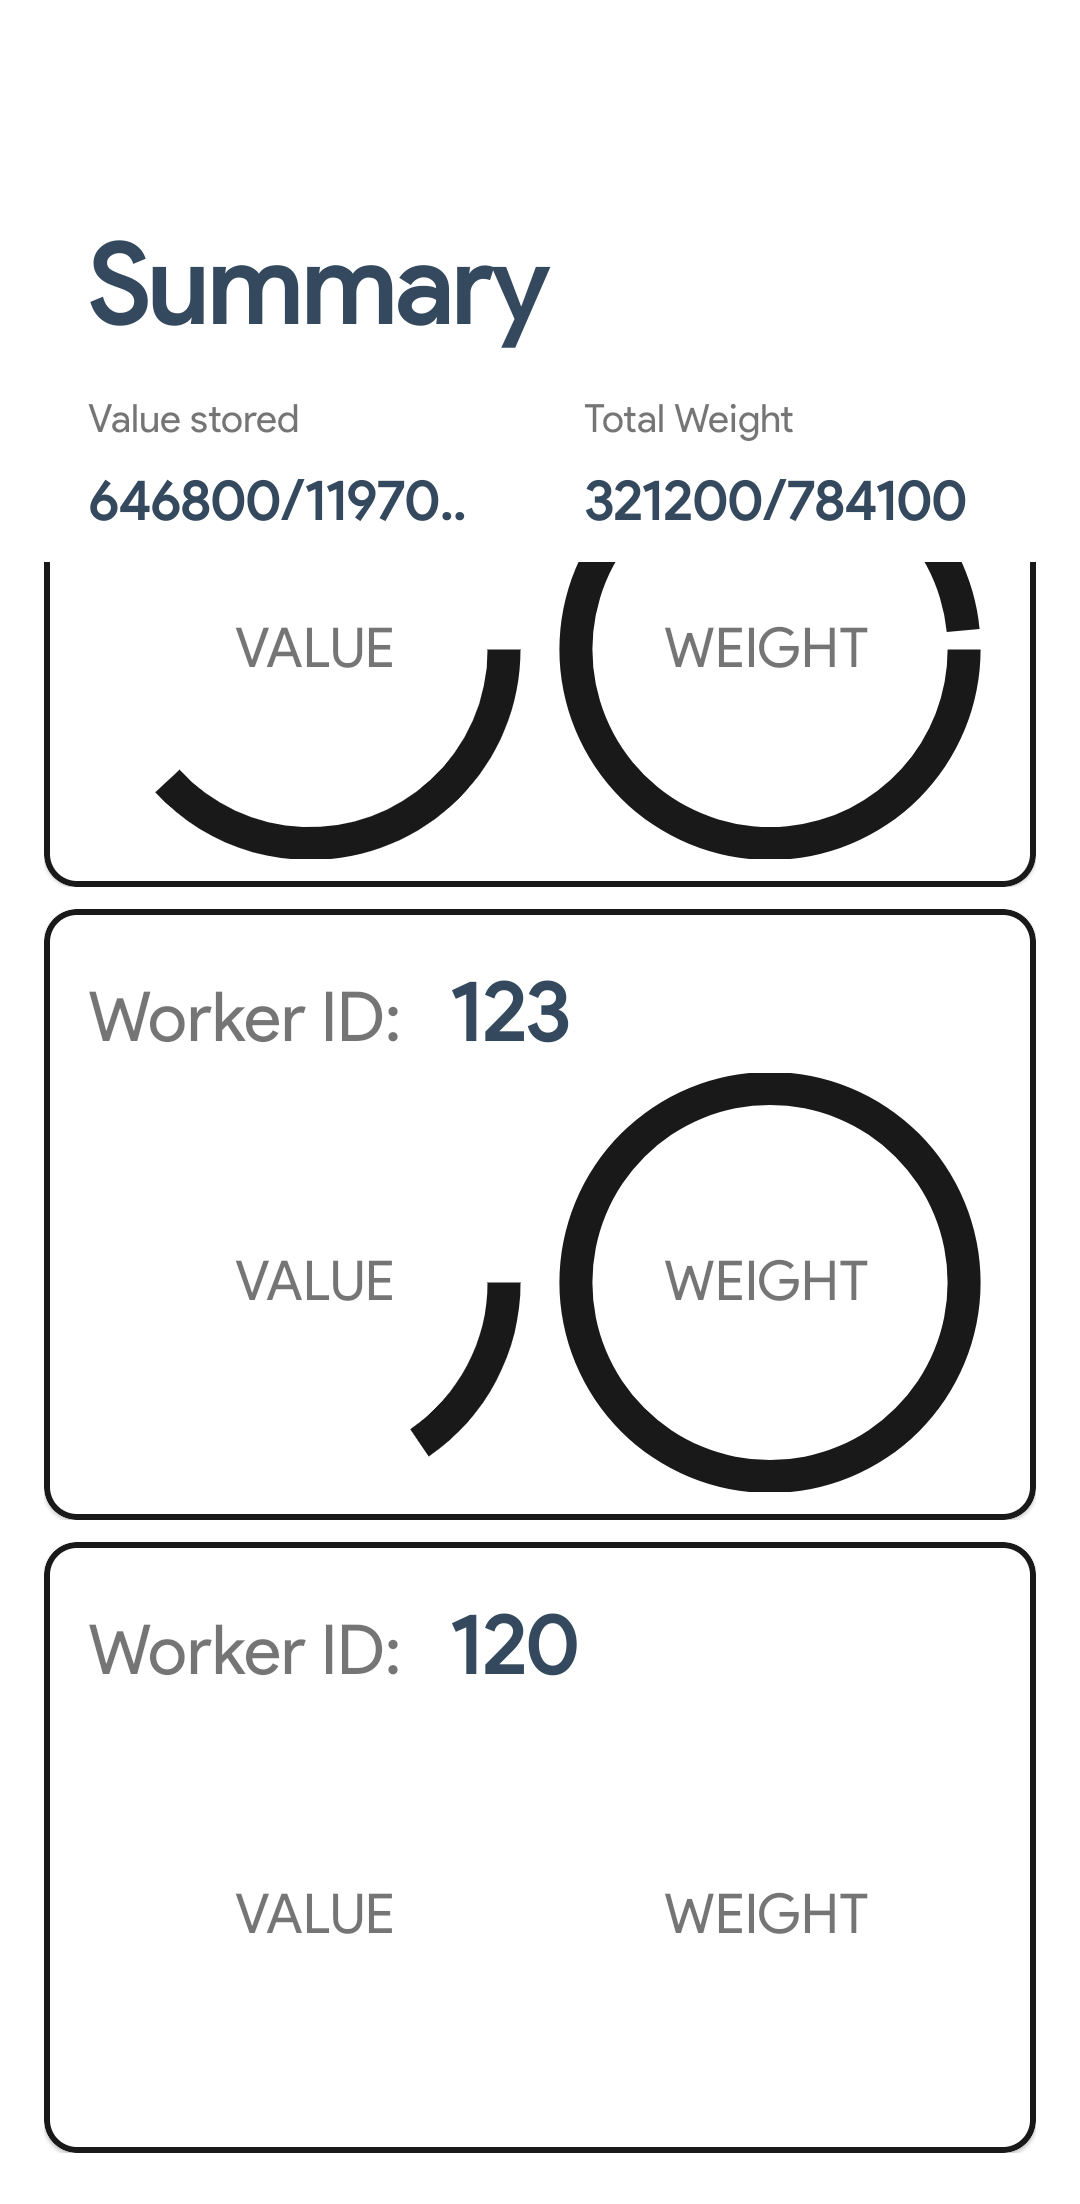 Summary
Value stored Total Weight
646800/11970.. 321200/784100
VALUE WEIGHT
Worker ID: 123
VALUE WEIGHT
Worker ID: 120
VALUE WEIGHT